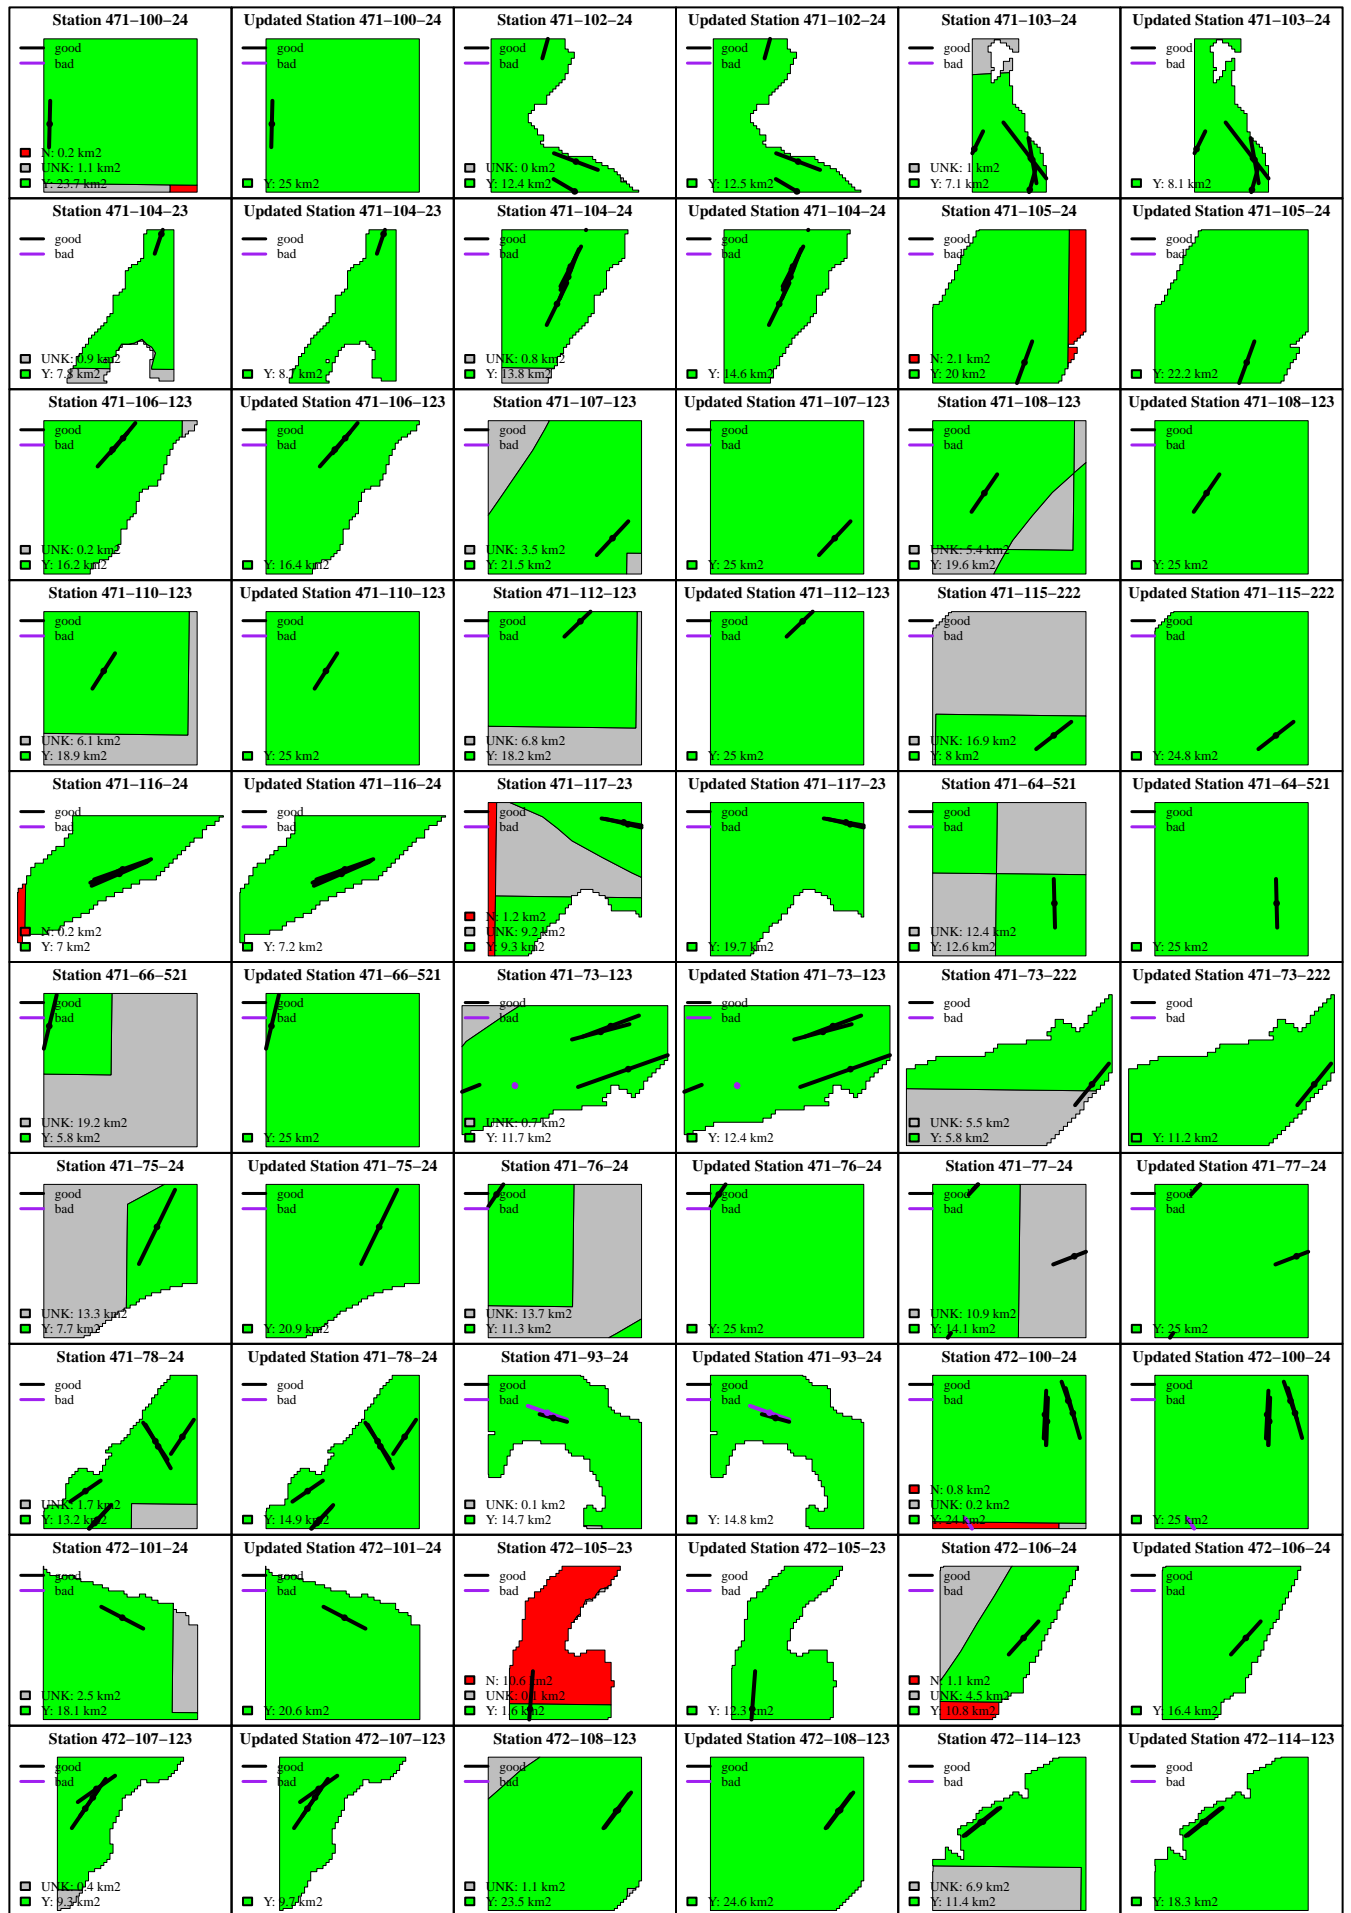 Station 471−100−24
good
bad
N: 0.2 km2
UNK: 1.1 km2
Y: 23.7 km2
Updated Station 471−100−24
good
bad
Y: 25 km2
Station 471−102−24
good
bad
UNK: 0 km2
Y: 12.4 km2
Updated Station 471−102−24
good
bad
Y: 12.5 km2
Station 471−103−24
good
bad
UNK: 1 km2
Y: 7.1 km2
Updated Station 471−103−24
good
bad
Y: 8.1 km2
Station 471−104−23
good
bad
UNK: 0.9 km2
Y: 7.8 km2
Updated Station 471−104−23
good
bad
Y: 8.7 km2
Station 471−104−24
good
bad
UNK: 0.8 km2
Y: 13.8 km2
Updated Station 471−104−24
good
bad
Y: 14.6 km2
Station 471−105−24
good
bad
N: 2.1 km2
Y: 20 km2
Updated Station 471−105−24
good
bad
Y: 22.2 km2
Station 471−106−123
good
bad
UNK: 0.2 km2
Y: 16.2 km2
Updated Station 471−106−123
good
bad
Y: 16.4 km2
Station 471−107−123
good
bad
UNK: 3.5 km2
Y: 21.5 km2
Updated Station 471−107−123
good
bad
Y: 25 km2
Station 471−108−123
good
bad
UNK: 5.4 km2
Y: 19.6 km2
Updated Station 471−108−123
good
bad
Y: 25 km2
Station 471−110−123
good
bad
UNK: 6.1 km2
Y: 18.9 km2
Updated Station 471−110−123
good
bad
Y: 25 km2
Station 471−112−123
good
bad
UNK: 6.8 km2
Y: 18.2 km2
Updated Station 471−112−123
good
bad
Y: 25 km2
Station 471−115−222
good
bad
UNK: 16.9 km2
Y: 8 km2
Updated Station 471−115−222
good
bad
Y: 24.8 km2
Station 471−116−24
good
bad
N: 0.2 km2
Y: 7 km2
Updated Station 471−116−24
good
bad
Y: 7.2 km2
Station 471−117−23
good
bad
N: 1.2 km2
UNK: 9.2 km2
Y: 9.3 km2
Updated Station 471−117−23
good
bad
Y: 19.7 km2
Station 471−64−521
good
bad
UNK: 12.4 km2
Y: 12.6 km2
Updated Station 471−64−521
good
bad
Y: 25 km2
Station 471−66−521
good
bad
UNK: 19.2 km2
Y: 5.8 km2
Updated Station 471−66−521
good
bad
Y: 25 km2
Station 471−73−123
good
bad
UNK: 0.7 km2
Y: 11.7 km2
Updated Station 471−73−123
good
bad
Y: 12.4 km2
Station 471−73−222
good
bad
UNK: 5.5 km2
Y: 5.8 km2
Updated Station 471−73−222
good
bad
Y: 11.2 km2
Station 471−75−24
good
bad
UNK: 13.3 km2
Y: 7.7 km2
Updated Station 471−75−24
good
bad
Y: 20.9 km2
Station 471−76−24
good
bad
UNK: 13.7 km2
Y: 11.3 km2
Updated Station 471−76−24
good
bad
Y: 25 km2
Station 471−77−24
good
bad
UNK: 10.9 km2
Y: 14.1 km2
Updated Station 471−77−24
good
bad
Y: 25 km2
Station 471−78−24
good
bad
UNK: 1.7 km2
Y: 13.2 km2
Updated Station 471−78−24
good
bad
Y: 14.9 km2
Station 471−93−24
good
bad
UNK: 0.1 km2
Y: 14.7 km2
Updated Station 471−93−24
good
bad
Y: 14.8 km2
Station 472−100−24
good
bad
N: 0.8 km2
UNK: 0.2 km2
Y: 24 km2
Updated Station 472−100−24
good
bad
Y: 25 km2
Station 472−101−24
good
bad
UNK: 2.5 km2
Y: 18.1 km2
Updated Station 472−101−24
good
bad
Y: 20.6 km2
Station 472−105−23
good
bad
N: 10.6 km2
UNK: 0.1 km2
Y: 1.6 km2
Updated Station 472−105−23
good
bad
Y: 12.3 km2
Station 472−106−24
good
bad
N: 1.1 km2
UNK: 4.5 km2
Y: 10.8 km2
Updated Station 472−106−24
good
bad
Y: 16.4 km2
Station 472−107−123
good
bad
UNK: 0.4 km2
Y: 9.3 km2
Updated Station 472−107−123
good
bad
Y: 9.7 km2
Station 472−108−123
good
bad
UNK: 1.1 km2
Y: 23.5 km2
Updated Station 472−108−123
good
bad
Y: 24.6 km2
Station 472−114−123
good
bad
UNK: 6.9 km2
Y: 11.4 km2
Updated Station 472−114−123
good
bad
Y: 18.3 km2